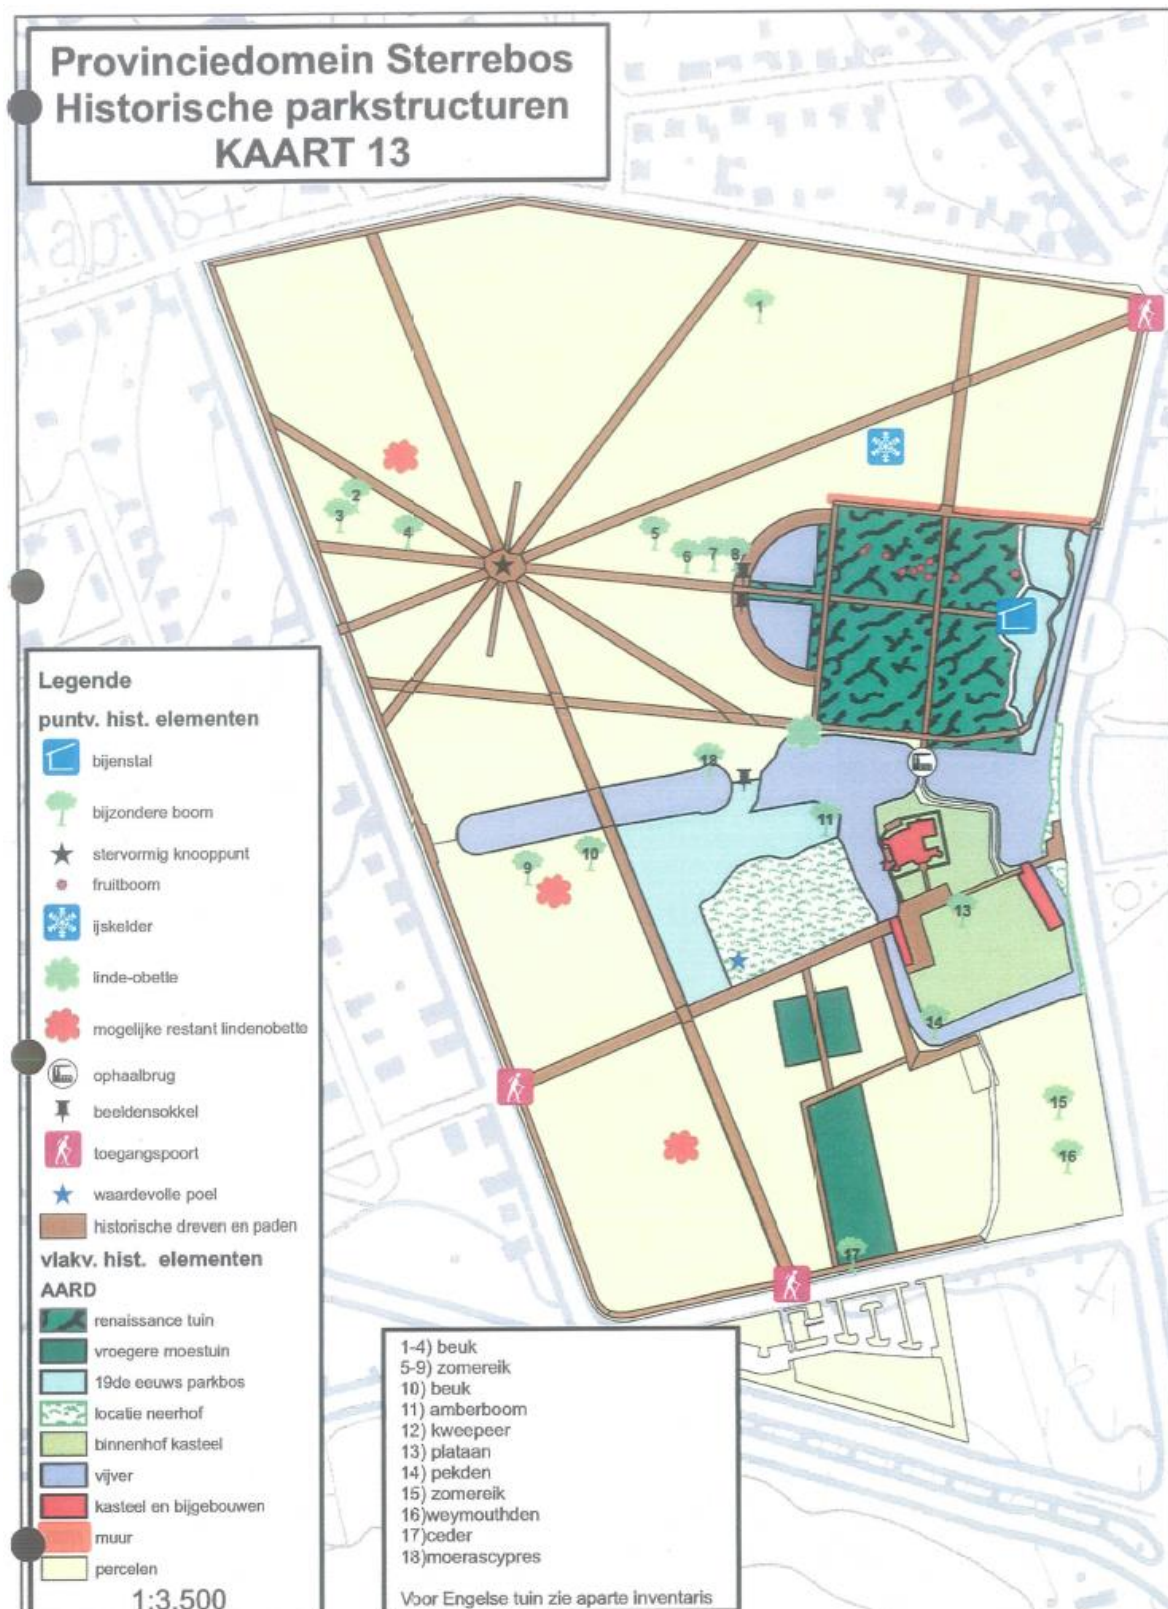 Provinciedomein Sterrebos
Historische parkstructuren
KAART 13
1
2
3
4
5
6
7
8
18
11
10
9
13
14
15
16
17
Legende
puntv. hist. elementen
bijenstal
bijzondere boom
stervormig knooppunt
fruitboom
ijskelder
linde-obette
mogelijke restant lindenobette
ophaalbrug
beeldensokkel
toegangspoort
waardevolle poel
historische dreven en paden
vlakv. hist. elementen
AARD
renaissance tuin
vroegere moestuin
19de eeuws parkbos
locatie neerhof
binnenhof kasteel
vijver
kasteel en bijgebouwen
muur
percelen
1:3.500
1-4) beuk
5-9) zomereik
10) beuk
11) amberboom
12) kweepeer
13) plataan
14) pekden
15) zomereik
16)weymouthden
17)ceder
18)moerascypres
Voor Engelse tuin zie aparte inventaris